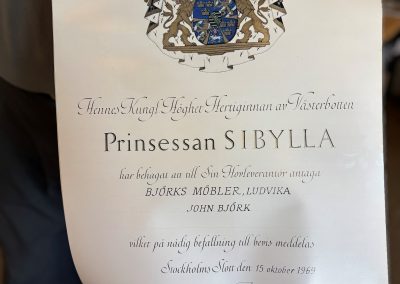 Hennes Kungl Höghet Hertiginnan av Västerbotten
Prinsessan SIBYLLA
har behagat att till Sin Hovleverantör antaga
BJÖRKS MÖBLER, LUDVIKA
JOHN BJÖRK
vilket på nådig befallning till bevis meddelas
Stockholms Slott den 15 oktober 1969